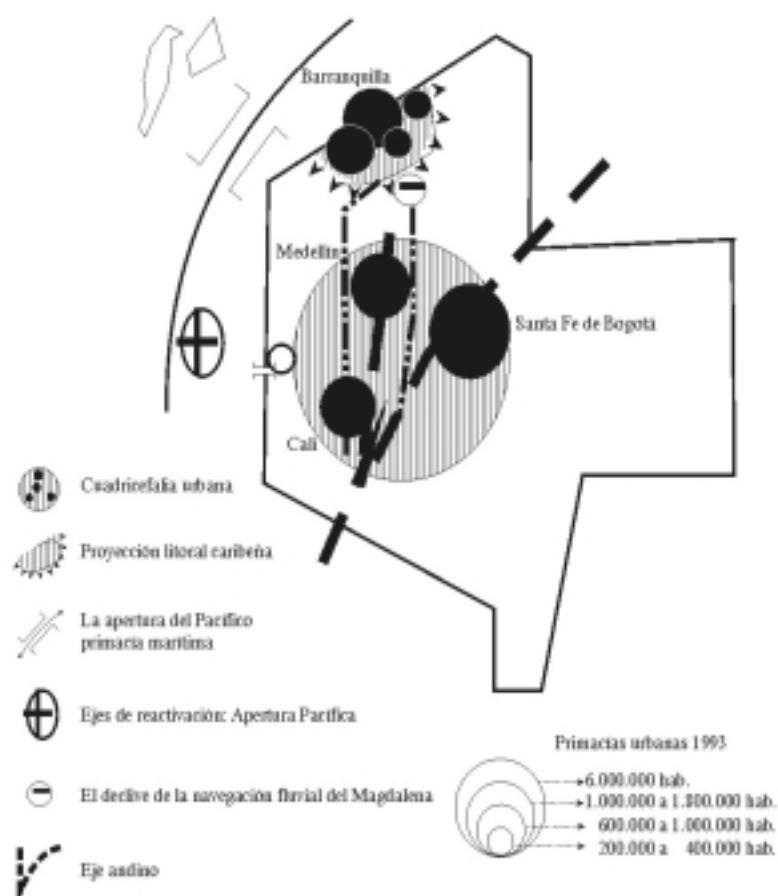 Barranquilla
Medellín
Santa Fe de Bogotá
Cali
Cuadricefalia urbana
Proyección litoral caribeña
La apertura del Pacífico
primacía marítima
Ejes de reactivación: Apertura Pacífica
El declive de la navegación fluvial del Magdalena
Eje andino
Primacías urbanas 1993
6.000.000 hab.
1.000.000 a 1.800.000 hab.
600.000 a 1.000.000 hab.
200.000 a 400.000 hab.